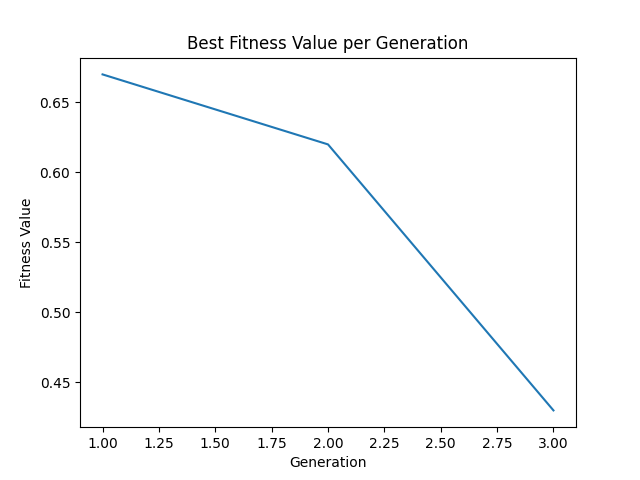 Best Fitness Value per Generation
Fitness Value
0.65
0.60
0.55
0.50
0.45
1.00 1.25 1.50 1.75 2.00 2.25 2.50 2.75 3.00
Generation